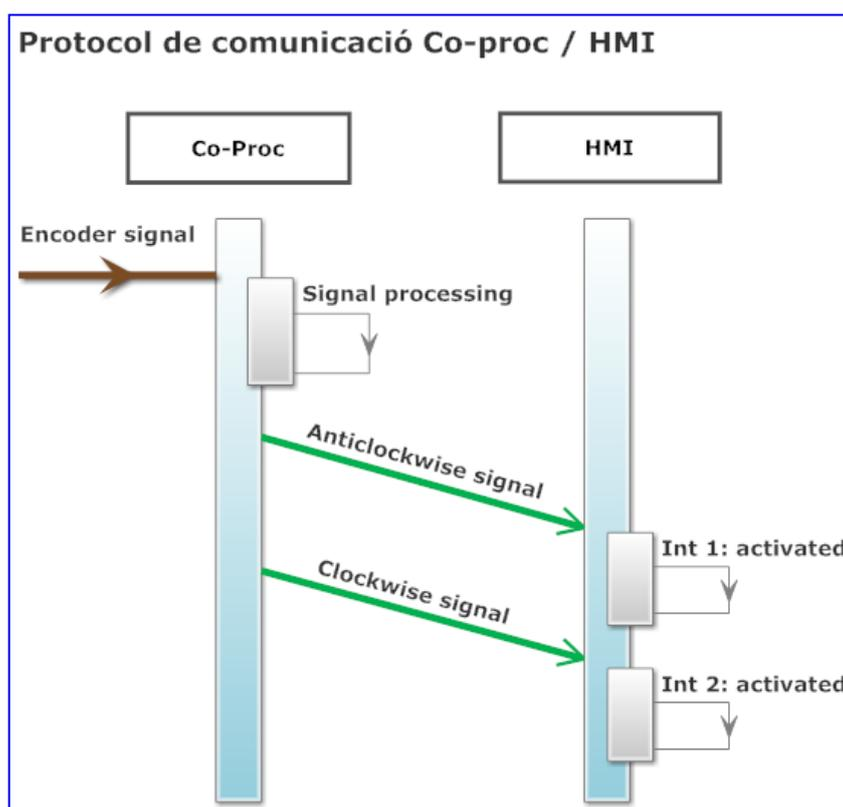 Protocol de comunicació Co-proc / HMI
Co-Proc
HMI
Encoder signal
Signal processing
Anticlockwise signal
Int 1: activated
Clockwise signal
Int 2: activated